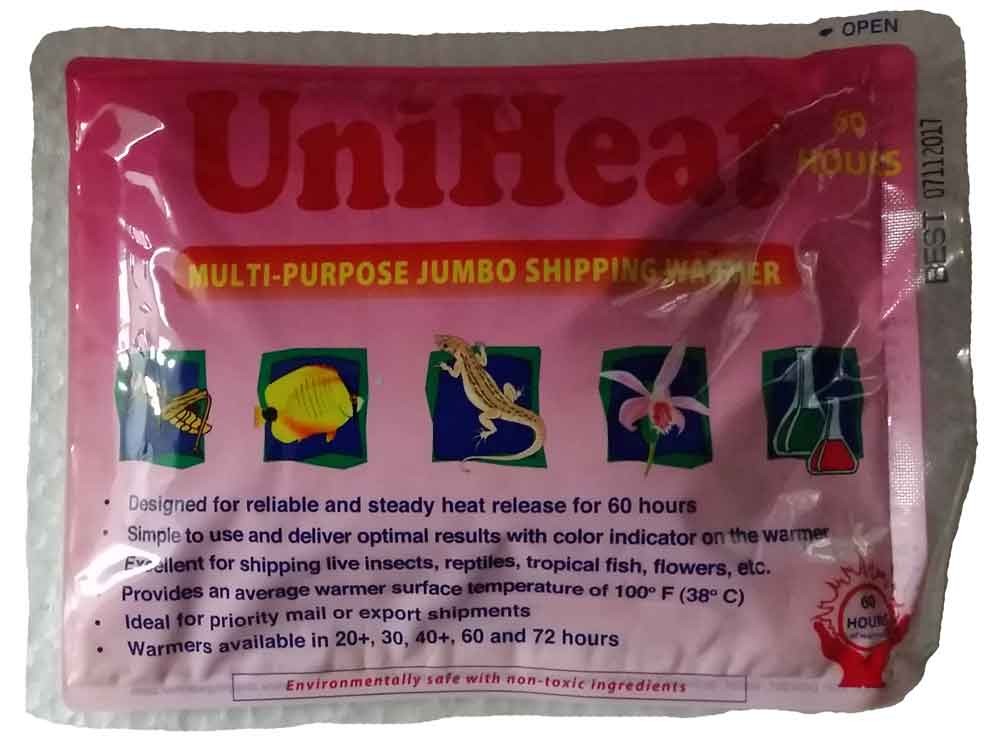 OPEN
UniHeat
60
HOURS
BEST 07112017
MULTI-PURPOSE JUMBO SHIPPING WARMER
• Designed for reliable and steady heat release for 60 hours
• Simple to use and deliver optimal results with color indicator on the warmer
Excellent for shipping live insects, reptiles, tropical fish, flowers, etc.
Provides an average warmer surface temperature of 100º F (38º C)
• Ideal for priority mail or export shipments
• Warmers available in 20+, 30, 40+, 60 and 72 hours
60
HOURS
Environmentally safe with non-toxic ingredients